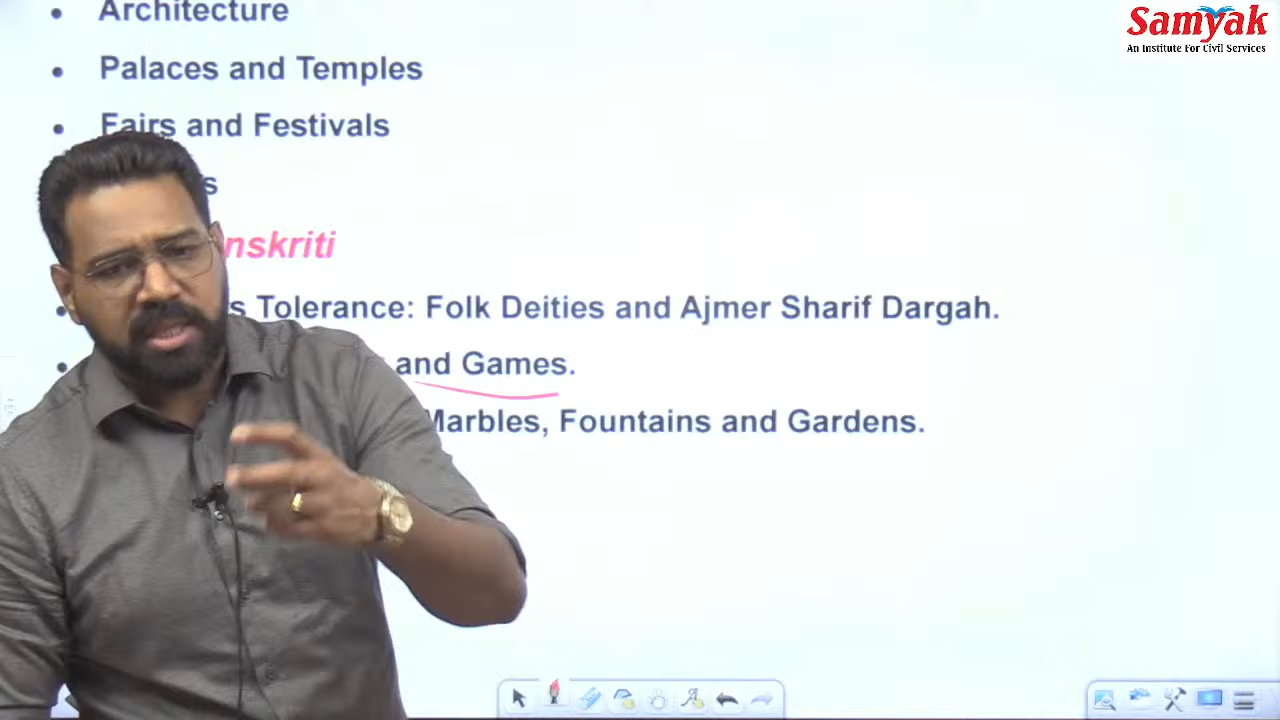 Samyak
An Institute For Civil Services
• Architecture
• Palaces and Temples
• Fairs and Festivals
s
nskriti
• s Tolerance: Folk Deities and Ajmer Sharif Dargah.
• and Games.
Marbles, Fountains and Gardens.